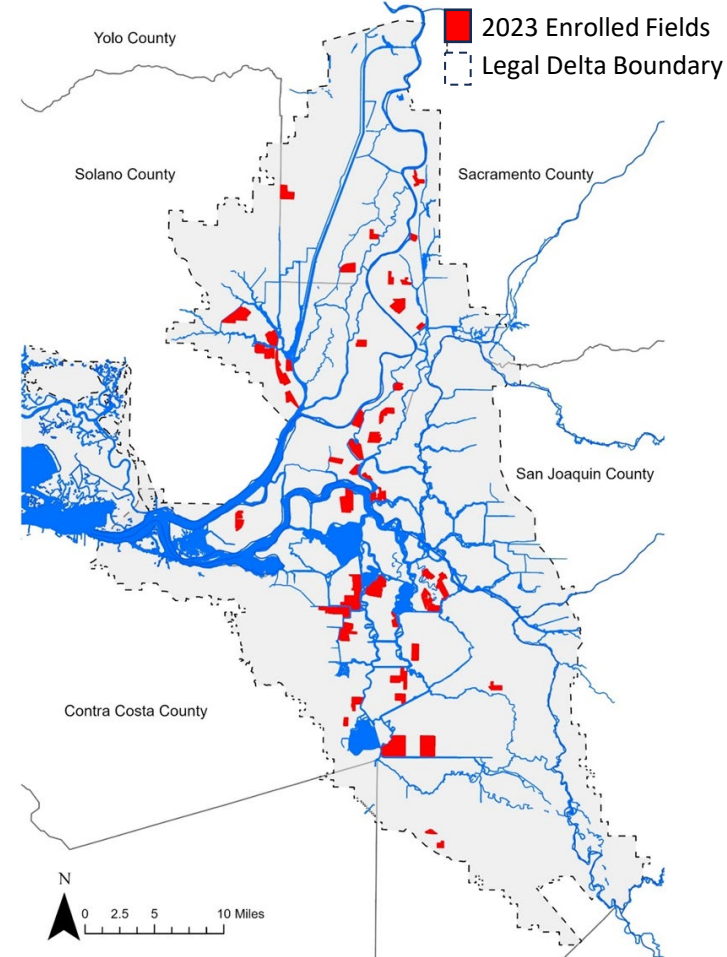 2023 Enrolled Fields
Legal Delta Boundary
Yolo County
Solano County
Sacramento County
San Joaquin County
Contra Costa County
N
0 2.5 5 10 Miles